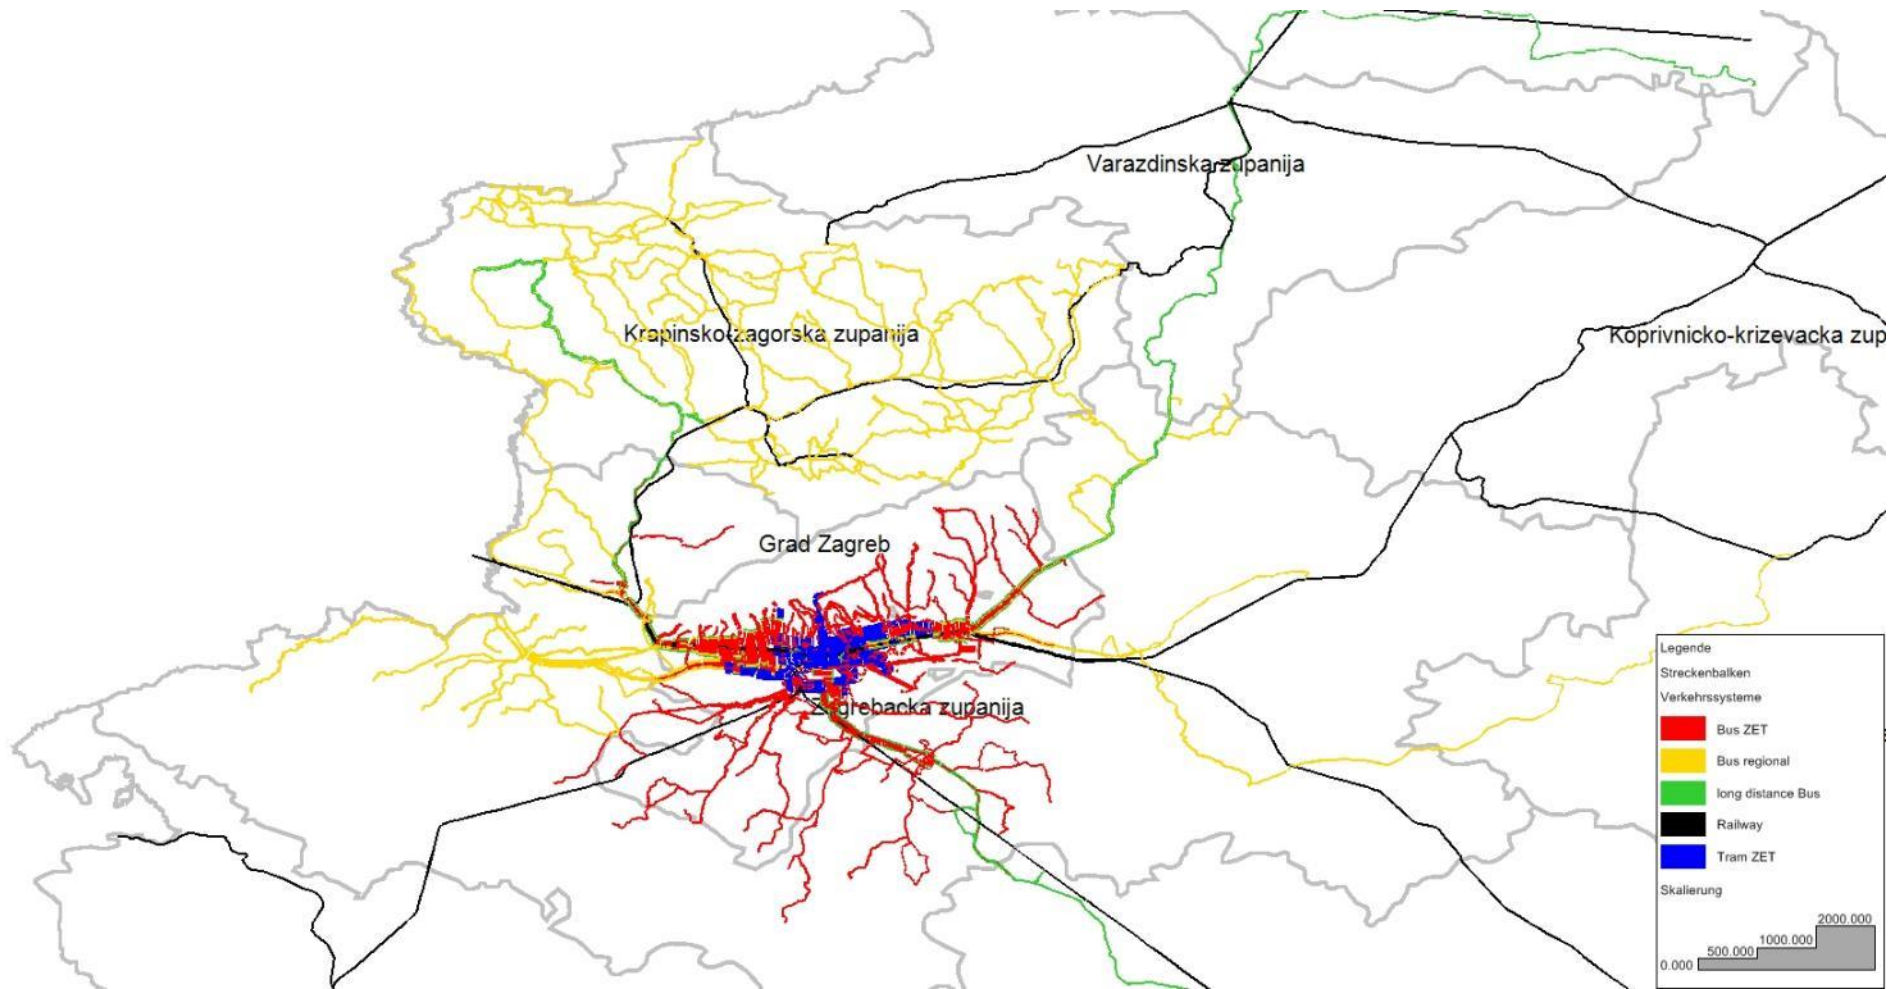 Varazdinska zupanija
Krapinsko-zagorska zupanija
Koprivnicko-krizevacka zup
Grad Zagreb
Zagrebacka zupanija
Legende
Streckenbalken
Verkehrssysteme
Bus ZET
Bus regional
long distance Bus
Railway
Tram ZET
Skalierung
2000.000
1000.000
500.000
0.000